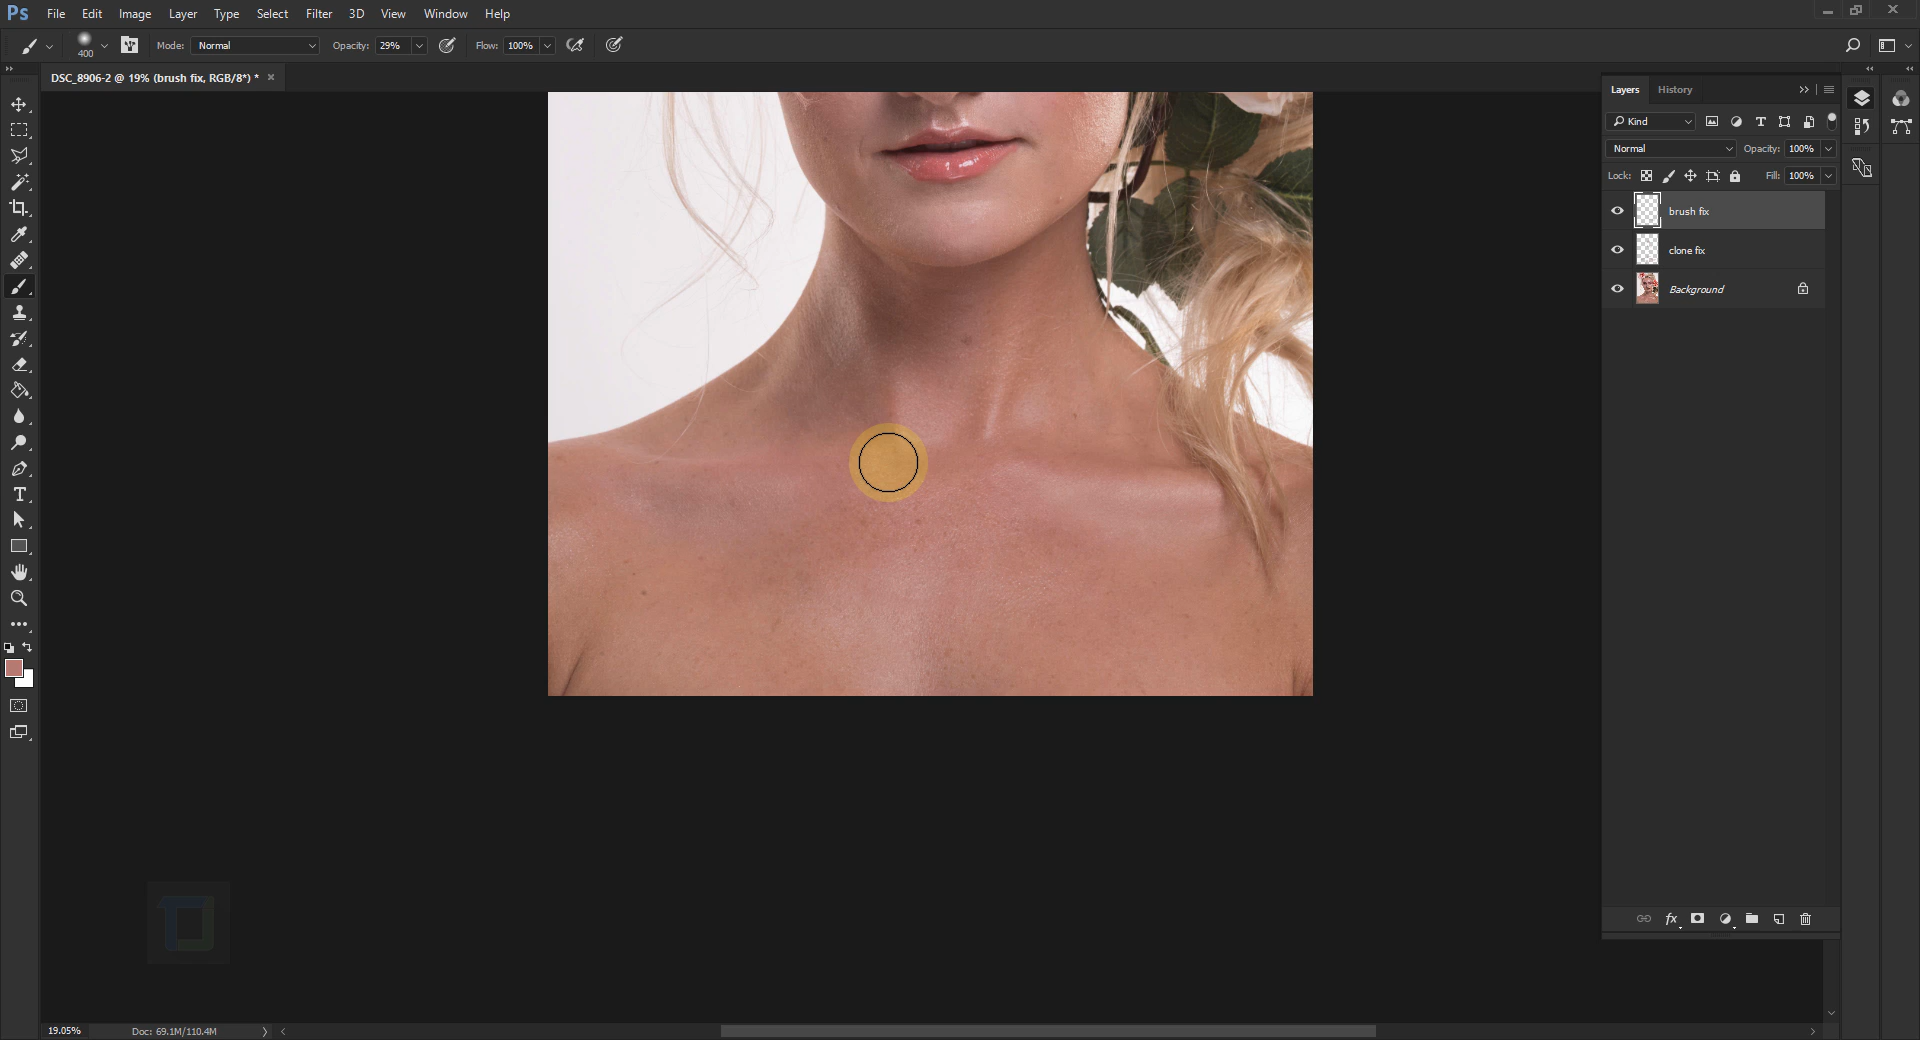 Ps File Edit Image Layer Type Select Filter 3D View Window Help
400 Mode: Normal Opacity: 29% Flow: 100%
DSC_8906-2 @ 19% (brush fix, RGB/8*) *
Layers History
Kind
Normal Opacity: 100%
Lock: Fill: 100%
brush fix
clone fix
Background
fx
19.05% Doc: 69.1M/110.4M